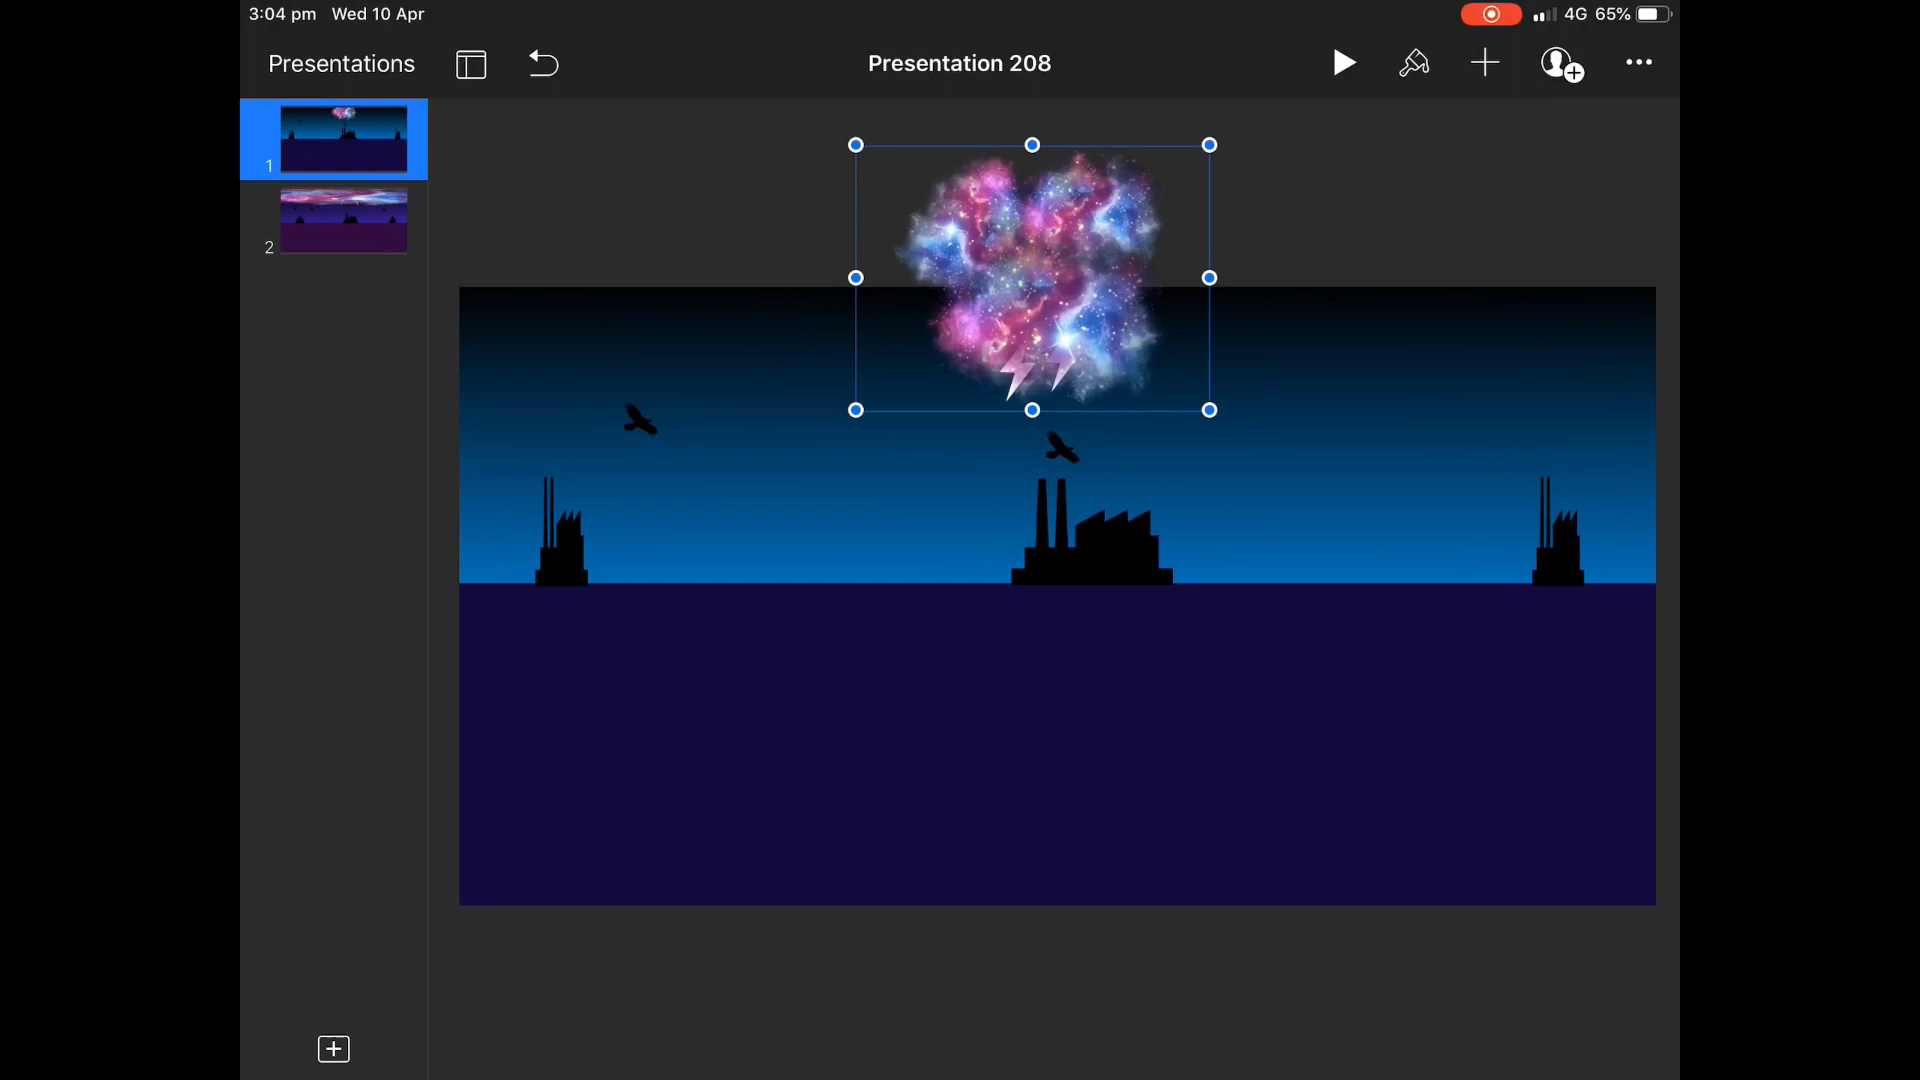 3:04 pm Wed 10 Apr
4G 65%
Presentations
Presentation 208
1
2